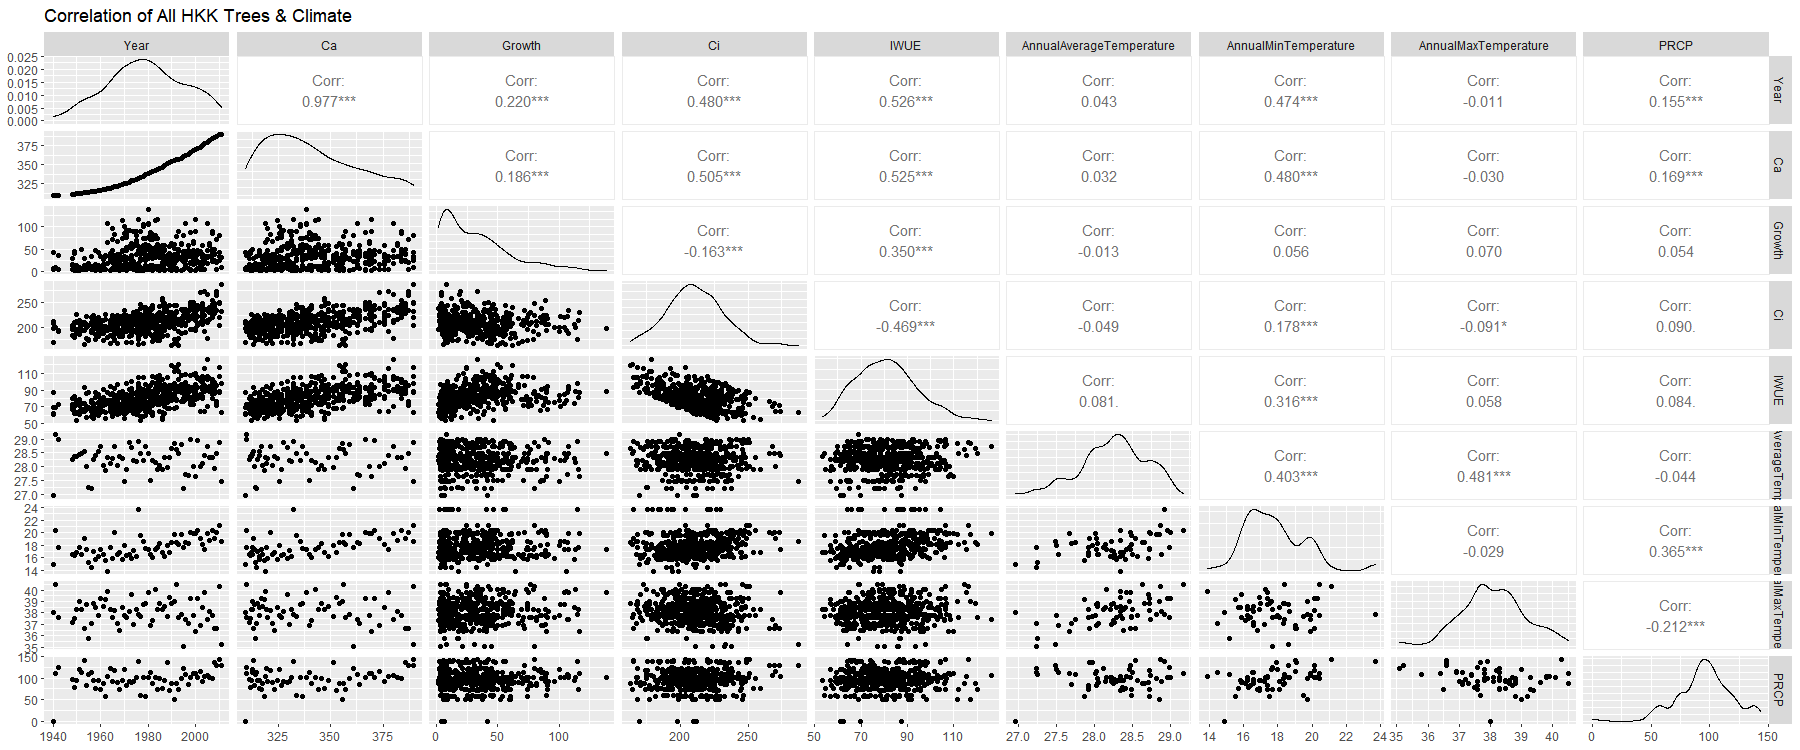 Correlation of All HKK Trees & Climate
Year Ca Growth Ci IWUE AnnualAverageTemperature AnnualMinTemperature AnnualMaxTemperature PRCP
0.025
0.020
0.015
0.010
0.005
0.000
Corr: Corr: Corr: Corr: Corr: Corr: Corr: Corr:
0.977*** 0.220*** 0.480*** 0.526*** 0.043 0.474*** -0.011 0.155***
Year
375
350
325
Corr: Corr: Corr: Corr: Corr: Corr: Corr:
0.186*** 0.505*** 0.525*** 0.032 0.480*** -0.030 0.169***
Ca
100
50
0
Corr: Corr: Corr: Corr: Corr: Corr:
-0.163*** 0.350*** -0.013 0.056 0.070 0.054
Growth
250
200
Corr: Corr: Corr: Corr: Corr:
-0.469*** -0.049 0.178*** -0.091* 0.090.
Ci
110
90
70
50
Corr: Corr: Corr: Corr:
0.081. 0.316*** 0.058 0.084.
IWUE
29.0
28.5
28.0
27.5
27.0
Corr: Corr: Corr:
0.403*** 0.481*** -0.044
AverageTemp
24
22
20
18
16
14
Corr: Corr:
-0.029 0.365***
alMinTemper
40
39
38
37
36
35
Corr:
-0.212***
alMaxTempe
150
100
50
0
PRCP
1940 1960 1980 2000 325 350 375 0 50 100 200 250 50 70 90 110 27.0 27.5 28.0 28.5 29.0 14 16 18 20 22 24 35 36 37 38 39 40 0 50 100 150